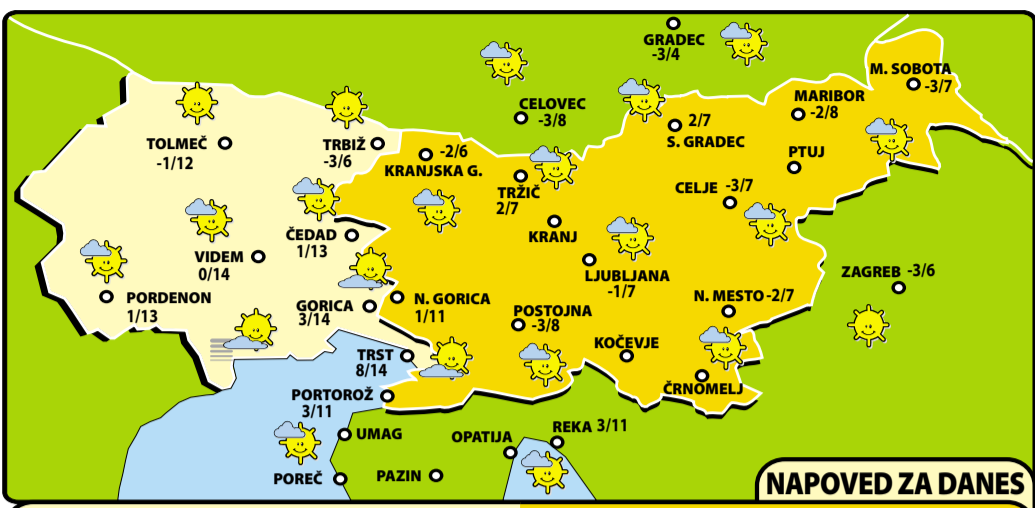 GRADEC
-3/4
M. SOBOTA
-3/7
CELOVEC
-3/8
MARIBOR
-2/8
2/7
S. GRADEC
TOLMEČ
-1/12
TRBIŽ
-3/6
-2/6
KRANJSKA G.
PTUJ
TRŽIČ
2/7
CELJE -3/7
KRANJ
ČEDAD
1/13
VIDEM
0/14
LJUBLJANA
-1/7
ZAGREB -3/6
PORDENON
1/13
GORICA
3/14
N. GORICA
1/11
N. MESTO -2/7
POSTOJNA
-3/8
KOČEVJE
TRST
8/14
ČRNOMELJ
PORTOROŽ
3/11
UMAG
OPATIJA
REKA 3/11
POREČ
PAZIN
NAPOVED ZA DANES